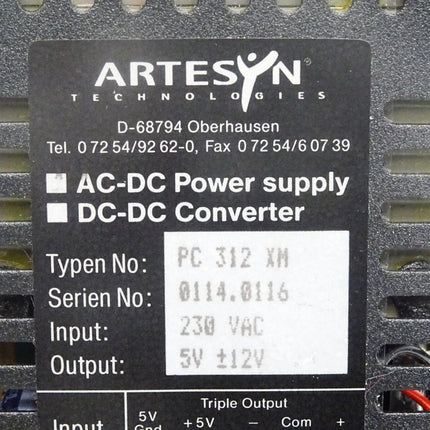 ARTESYN®
TECHNOLOGIES
D-68794 Oberhausen
Tel. 0 72 54/92 62-0, Fax 0 72 54/6 07 39
AC-DC Power supply
DC-DC Converter
Typen No: PC 312 XM
Serien No: 0114.0116
Input: 230 VAC
Output: 5V ±12V
Triple Output
Input 5V Gnd +5V – Com +